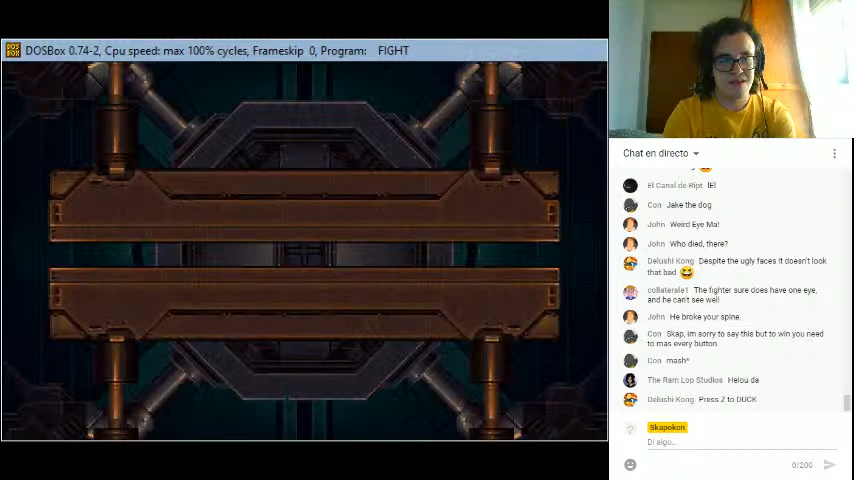 DOSBox 0.74-2, Cpu speed: max 100% cycles, Frameskip 0, Program: FIGHT
Chat en directo
El Canal de Ript lEl
Con Jake the dog
John Weird Eye Ma!
John Who died, there?
Delushi Kong Despite the ugly faces it doesn't look
that bad
collatersle1 The fighter sure does have one eye,
and he can't see well
John He broke your spine.
Con Skap, im sorry to say this but to win you need
to mas every button.
Con mash*
The Ram Lop Studios Helou da
Delushi Kong Press Z to DUCK
Skapokon
Di algo...
0/200